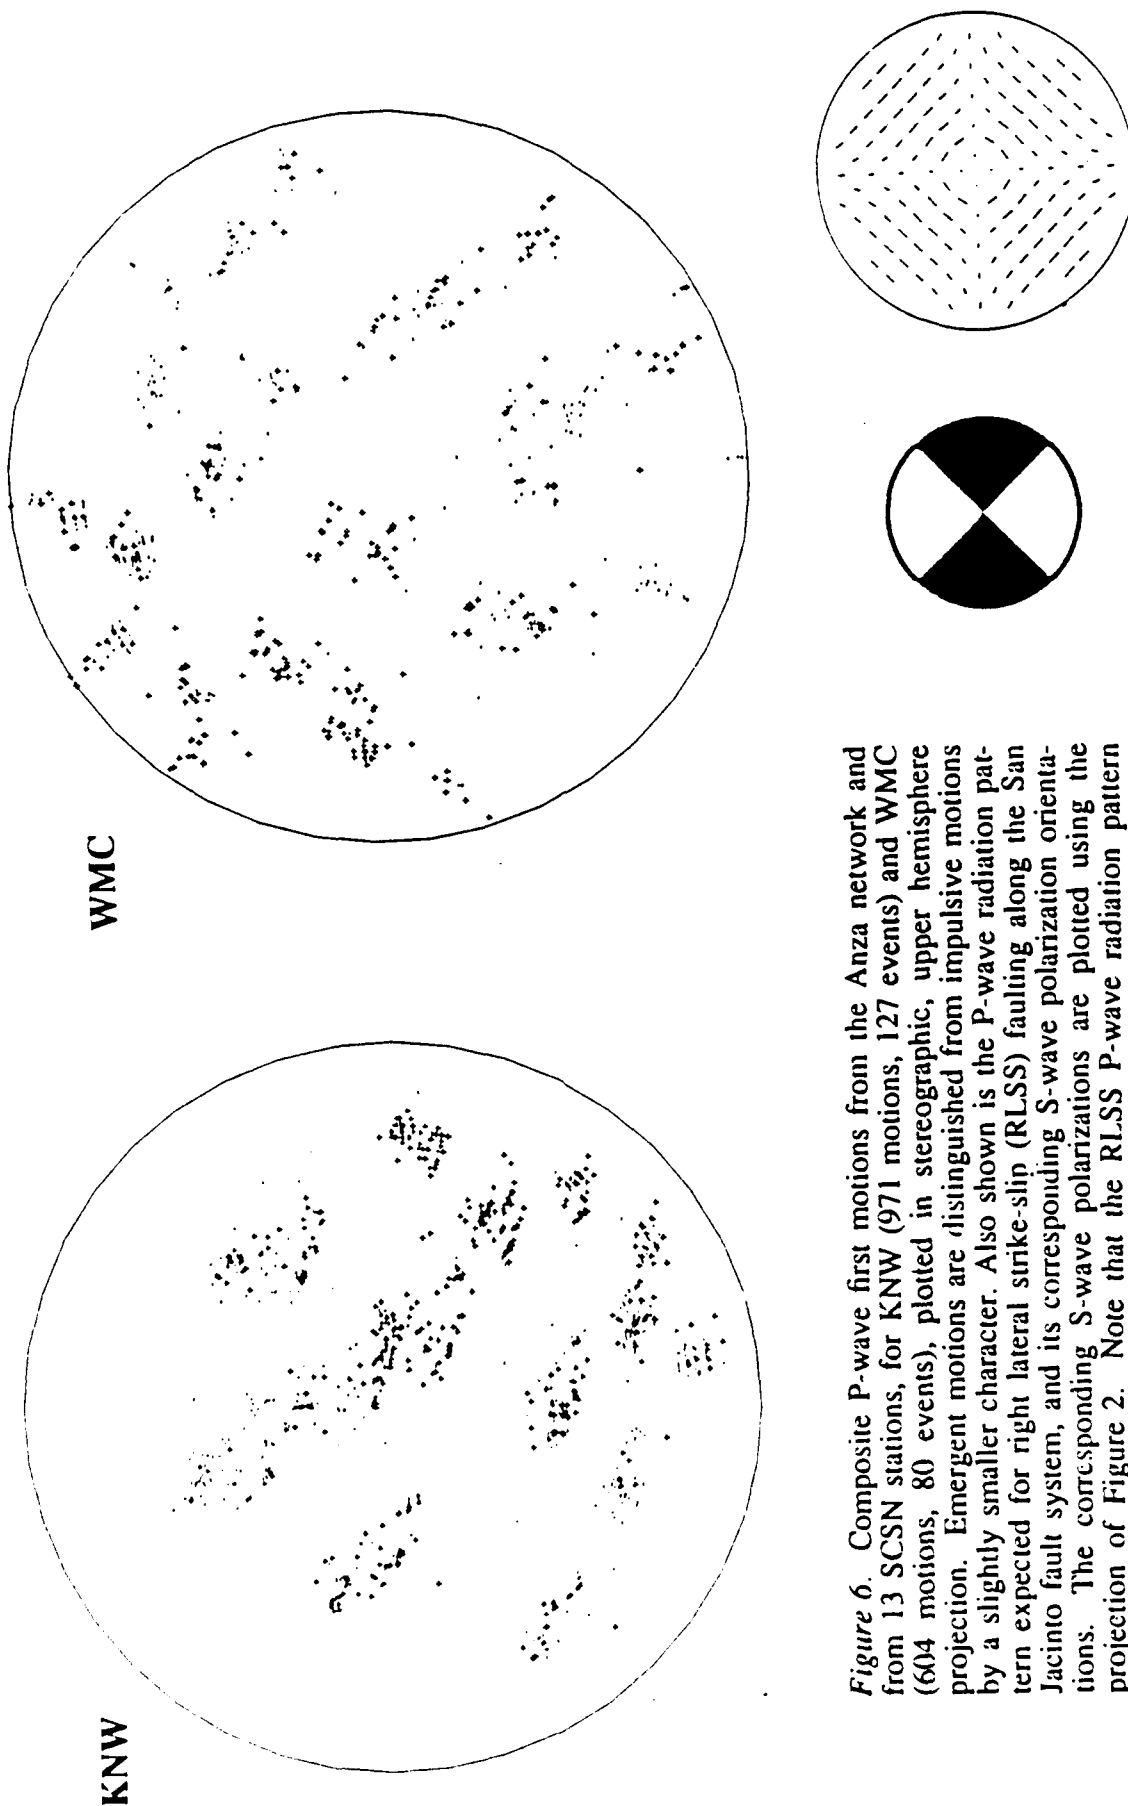 KNW
WMC
Figure 6. Composite P-wave first motions from the Anza network and
from 13 SCSN stations, for KNW (971 motions, 127 events) and WMC
(604 motions, 80 events), plotted in stereographic, upper hemisphere
projection. Emergent motions are distinguished from impulsive motions
by a slightly smaller character. Also shown is the P-wave radiation pat-
tern expected for right lateral strike-slip (RLSS) faulting along the San
Jacinto fault system, and its corresponding S-wave polarization orienta-
tions. The corresponding S-wave polarizations are plotted using the
projection of Figure 2. Note that the RLSS P-wave radiation pattern